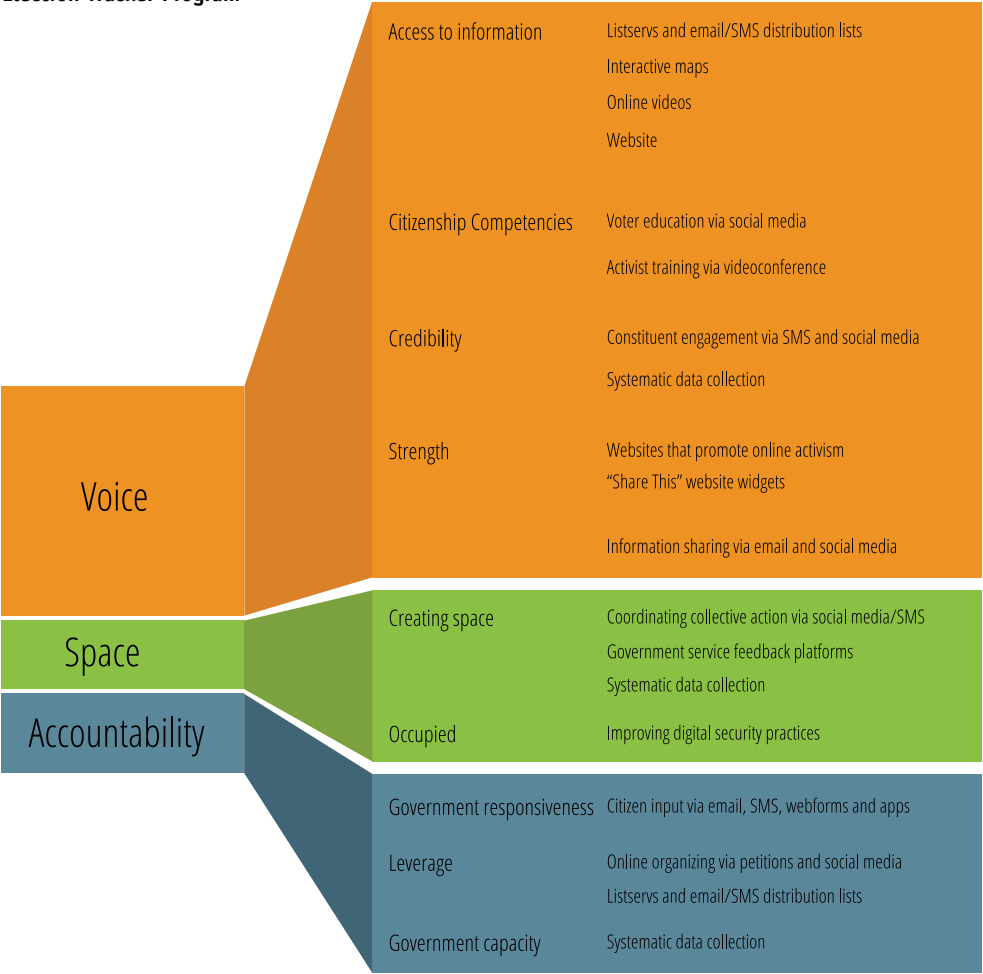 Election Tracker Program
Access to information
Listservs and email/SMS distribution lists
Interactive maps
Online videos
Website
Citizenship Competencies
Voter education via social media
Activist training via videoconference
Credibility
Constituent engagement via SMS and social media
Systematic data collection
Strength
Websites that promote online activism
“Share This” website widgets
Information sharing via email and social media
Voice
Creating space
Coordinating collective action via social media/SMS
Government service feedback platforms
Systematic data collection
Occupied
Improving digital security practices
Space
Accountability
Government responsiveness
Citizen input via email, SMS, webforms and apps
Leverage
Online organizing via petitions and social media
Listservs and email/SMS distribution lists
Government capacity
Systematic data collection